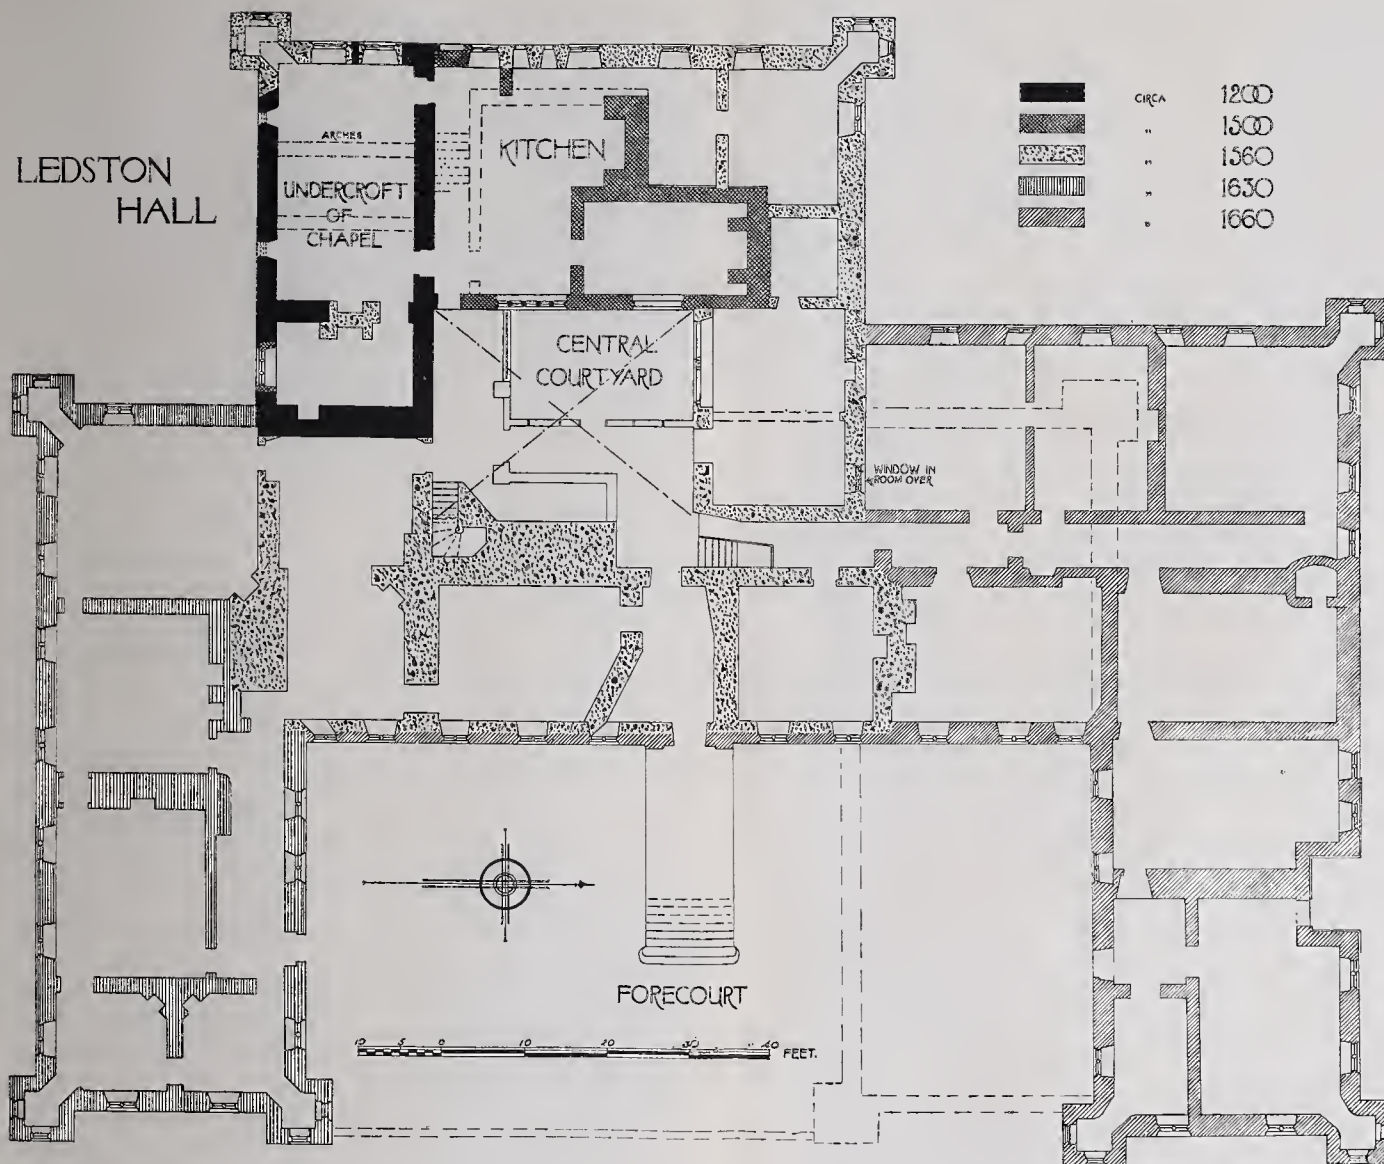 LEDSTON
HALL
CIRCA 1200
" 1500
" 1560
" 1630
" 1660
ARCHES
UNDERCROFT
OF
CHAPEL
KITCHEN
CENTRAL
COURTYARD
WINDOW IN
ROOM OVER
FORECOURT
10 5 0 10 20 30 40 FEET.